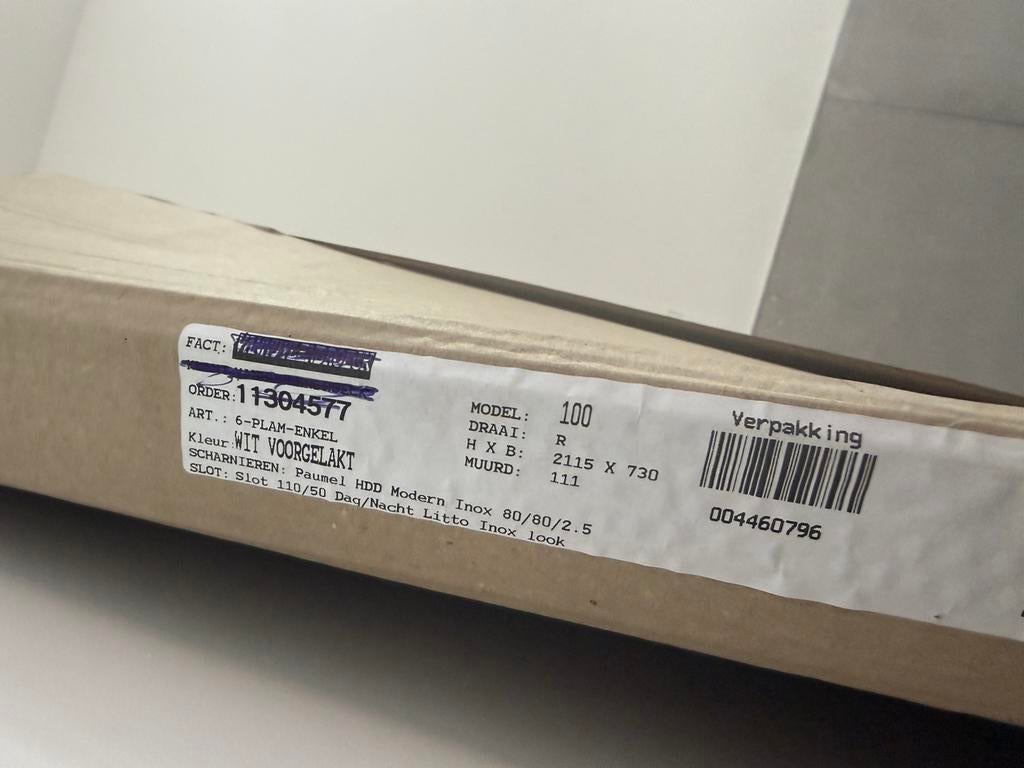 FACT.:
ORDER: 11304577
ART.: 6-PLAM-ENKEL
Kleur: WIT VOORGELAKT
SCHARNIEREN: Paumel HDD Modern Inox 80/80/2.5
SLOT: Slot 110/50 Dag/Nacht Litto Inox look
MODEL: 100
DRAAI: R
H X B: 2115 X 730
MUURD: 111
Verpakking
004460796